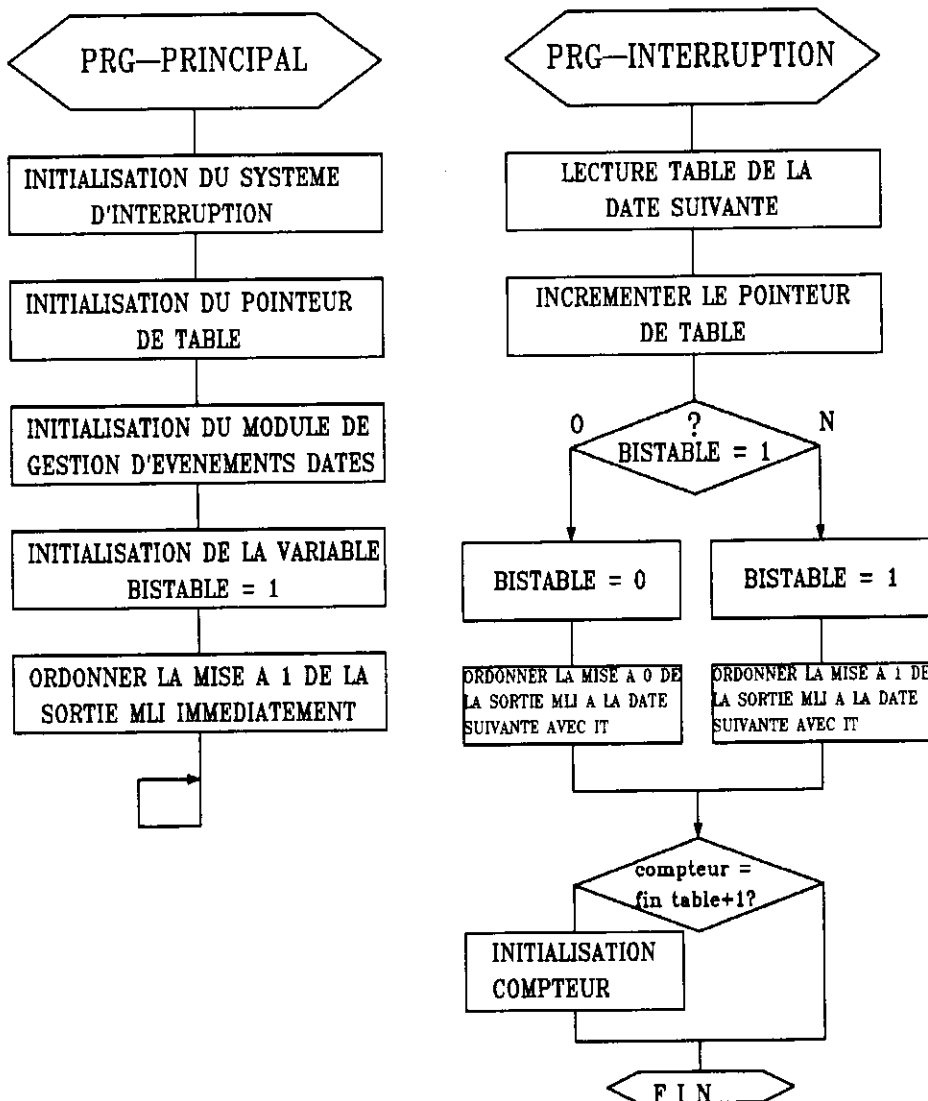 PRG—PRINCIPAL
INITIALISATION DU SYSTEME
D'INTERRUPTION
INITIALISATION DU POINTEUR
DE TABLE
INITIALISATION DU MODULE DE
GESTION D'EVENEMENTS DATES
INITIALISATION DE LA VARIABLE
BISTABLE = 1
ORDONNER LA MISE A 1 DE LA
SORTIE MLI IMMEDIATEMENT
PRG—INTERRUPTION
LECTURE TABLE DE LA
DATE SUIVANTE
INCREMENTER LE POINTEUR
DE TABLE
O ? N
BISTABLE = 1
BISTABLE = 0
ORDONNER LA MISE A 0 DE
LA SORTIE MLI A LA DATE
SUIVANTE AVEC IT
BISTABLE = 1
ORDONNER LA MISE A 1 DE
LA SORTIE MLI A LA DATE
SUIVANTE AVEC IT
compteur =
fin table+1?
INITIALISATION
COMPTEUR
F I N